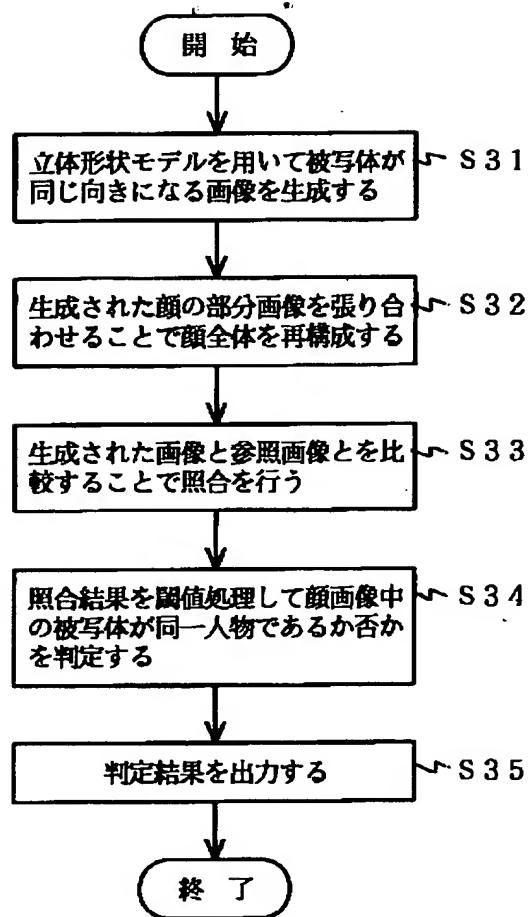 開 始
立体形状モデルを用いて被写体が
同じ向きになる画像を生成する
S31
生成された顔の部分画像を張り合
わせることで顔全体を再構成する
S32
生成された画像と参照画像とを比
較することで照合を行う
S33
照合結果を閾値処理して顔画像中
の被写体が同一人物であるか否か
を判定する
S34
判定結果を出力する
S35
終 了